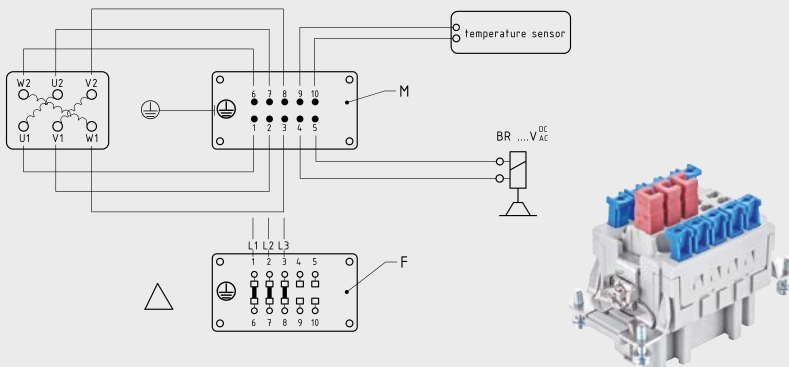 temperature sensor
W2 U2 V2
6 7 8 9 10
M
1 2 3 4 5
U1 V1 W1
BR ....V DC AC
L1 L2 L3
1 2 3 4 5
F
6 7 8 9 10